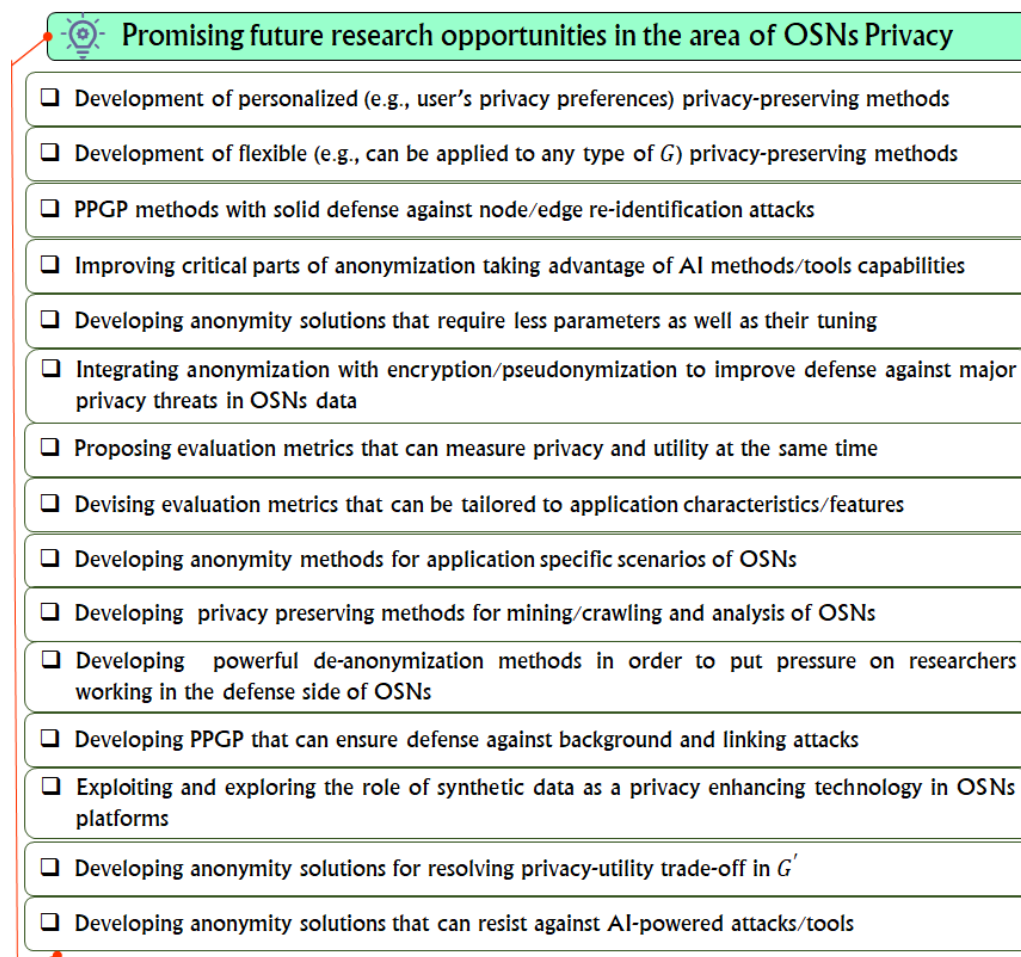 Promising future research opportunities in the area of OSNs Privacy
❑ Development of personalized (e.g., user's privacy preferences) privacy-preserving methods
❑ Development of flexible (e.g., can be applied to any type of G) privacy-preserving methods
❑ PPGP methods with solid defense against node/edge re-identification attacks
❑ Improving critical parts of anonymization taking advantage of AI methods/tools capabilities
❑ Developing anonymity solutions that require less parameters as well as their tuning
❑ Integrating anonymization with encryption/pseudonymization to improve defense against major
privacy threats in OSNs data
❑ Proposing evaluation metrics that can measure privacy and utility at the same time
❑ Devising evaluation metrics that can be tailored to application characteristics/features
❑ Developing anonymity methods for application specific scenarios of OSNs
❑ Developing privacy preserving methods for mining/crawling and analysis of OSNs
❑ Developing powerful de-anonymization methods in order to put pressure on researchers
working in the defense side of OSNs
❑ Developing PPGP that can ensure defense against background and linking attacks
❑ Exploiting and exploring the role of synthetic data as a privacy enhancing technology in OSNs
platforms
❑ Developing anonymity solutions for resolving privacy-utility trade-off in G′
❑ Developing anonymity solutions that can resist against AI-powered attacks/tools